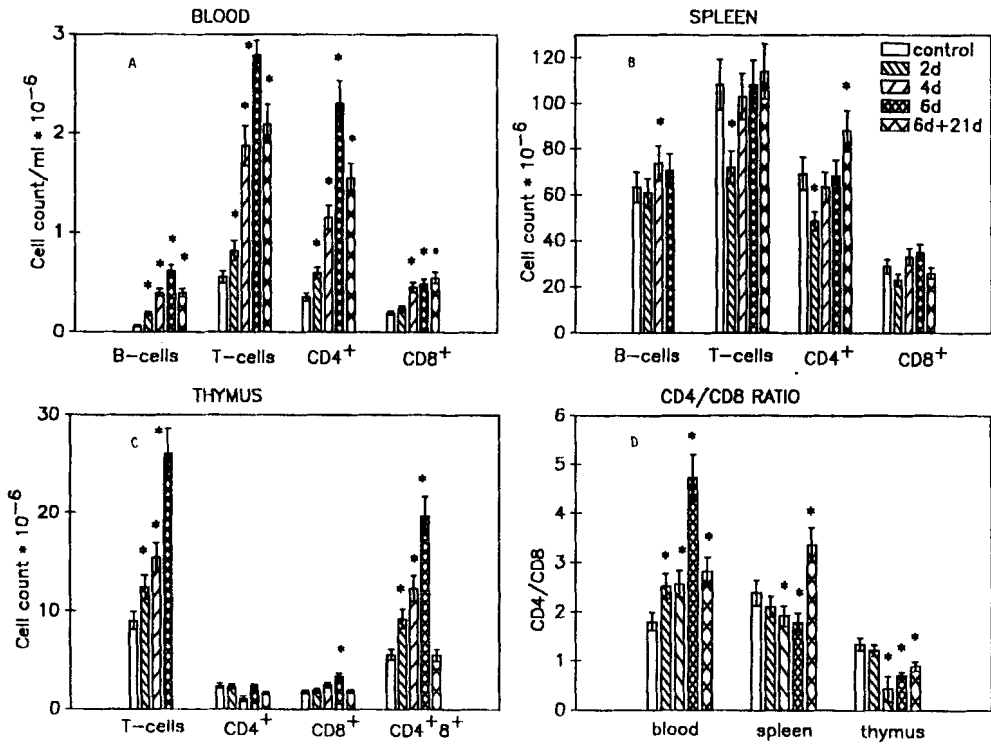 BLOOD
A
3
2
1
0
Cell count/ml * 10⁻⁶
B-cells T-cells CD4⁺ CD8⁺
SPLEEN
B
120
100
80
60
40
20
0
Cell count * 10⁻⁶
control
2d
4d
6d
6d+21d
B-cells T-cells CD4⁺ CD8⁺
THYMUS
C
30
20
10
0
Cell count * 10⁻⁶
T-cells CD4⁺ CD8⁺ CD4⁺8⁺
CD4/CD8 RATIO
D
6
5
4
3
2
1
0
CD4/CD8
blood spleen thymus